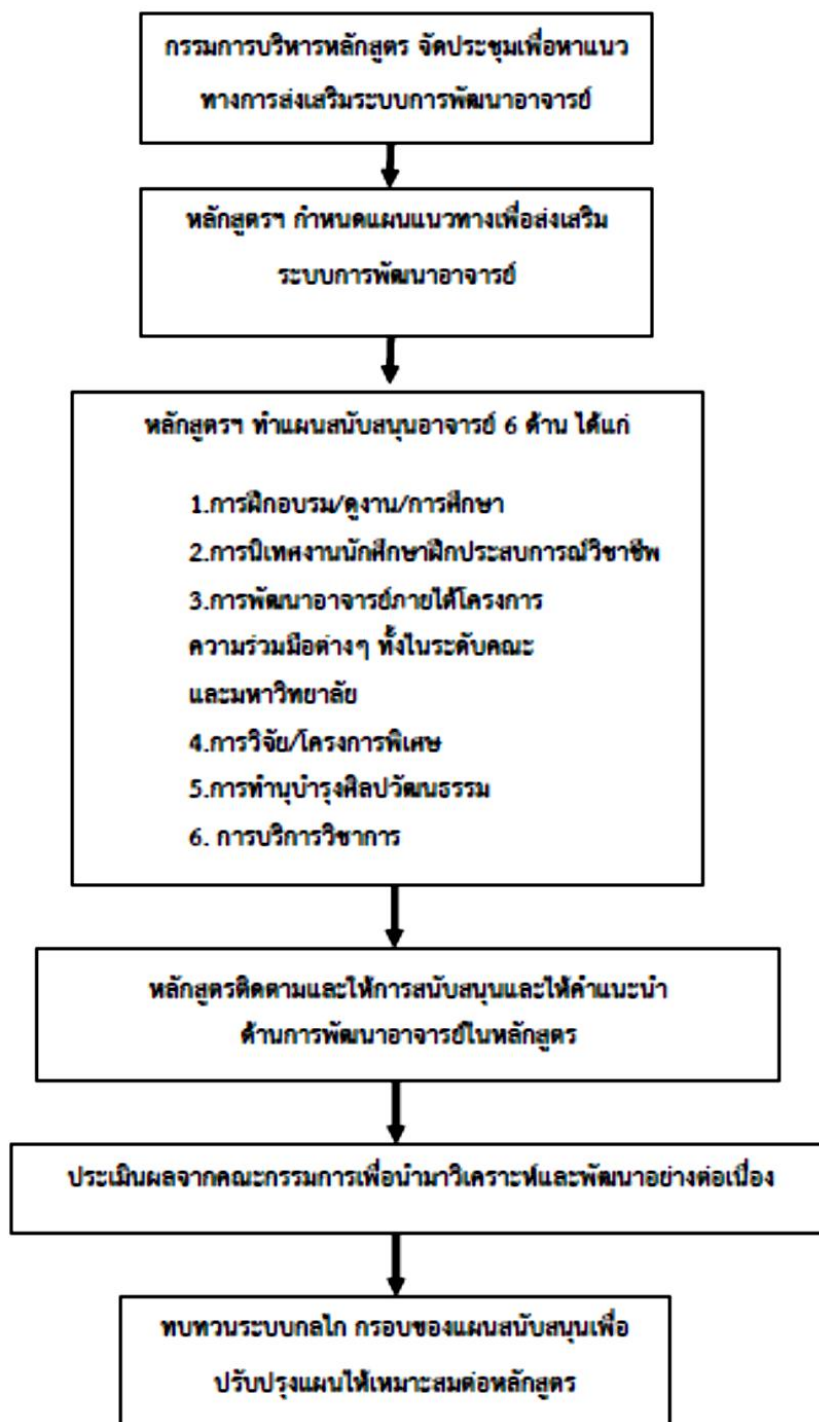 กรรมการบริหารหลักสูตร จัดประชุมเพื่อหาแนว
ทางการส่งเสริมระบบการพัฒนาอาจารย์
หลักสูตรฯ กำหนดแผนแนวทางเพื่อส่งเสริม
ระบบการพัฒนาอาจารย์
หลักสูตรฯ ทำแผนสนับสนุนอาจารย์ 6 ด้าน ได้แก่
1.การฝึกอบรม/ดูงาน/การศึกษา
2.การนิเทศงานนักศึกษาฝึกประสบการณ์วิชาชีพ
3.การพัฒนาอาจารย์ภายใต้โครงการ
ความร่วมมือต่างๆ ทั้งในระดับคณะ
และมหาวิทยาลัย
4.การวิจัย/โครงการพิเศษ
5.การทำนุบำรุงศิลปวัฒนธรรม
6. การบริการวิชาการ
หลักสูตรติดตามและให้การสนับสนุนและให้คำแนะนำ
ด้านการพัฒนาอาจารย์ในหลักสูตร
ประเมินผลจากคณะกรรมการเพื่อนำมาวิเคราะห์และพัฒนาอย่างต่อเนื่อง
ทบทวนระบบกลไก กรอบของแผนสนับสนุนเพื่อ
ปรับปรุงแผนให้เหมาะสมต่อหลักสูตร